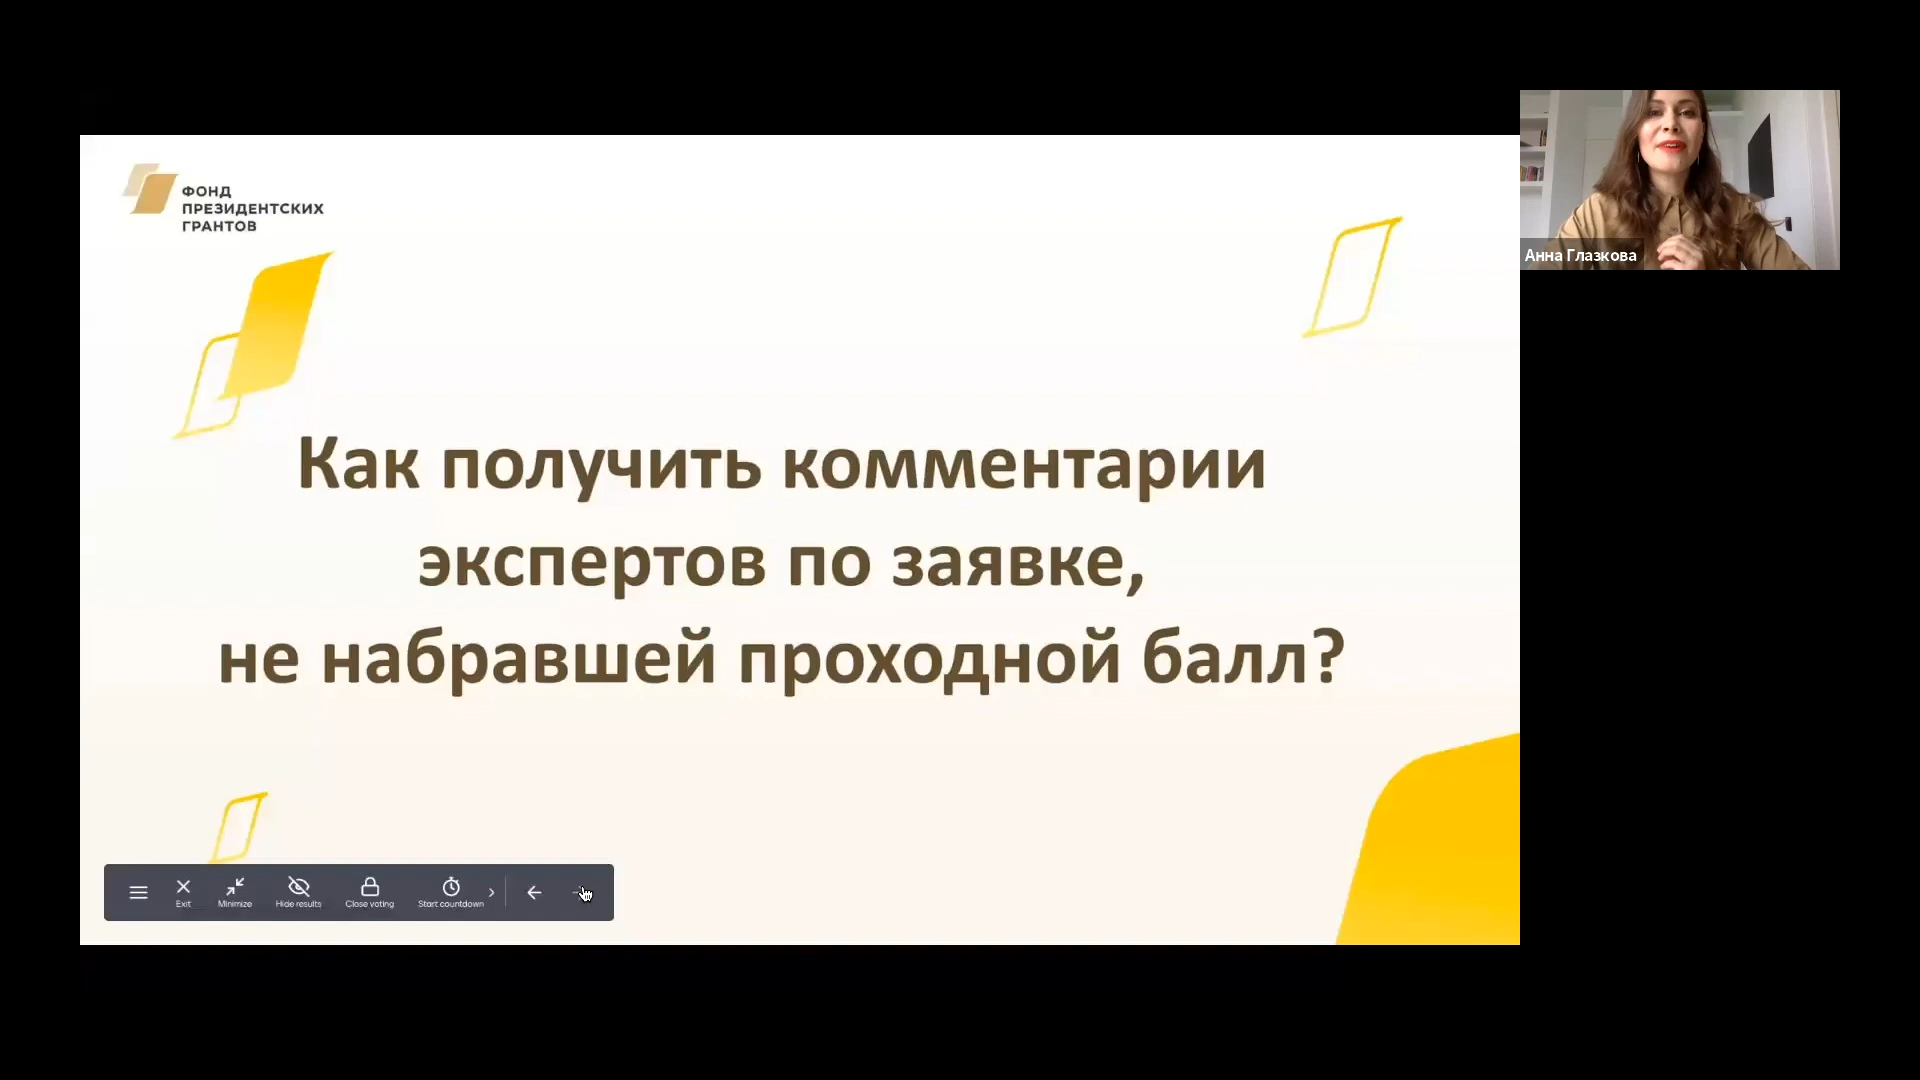 ФОНД
ПРЕЗИДЕНТСКИХ
ГРАНТОВ
Анна Глазкова
Как получить комментарии
экспертов по заявке,
не набравшей проходной балл?
Exit
Minimize
Hide results
Close voting
Start countdown